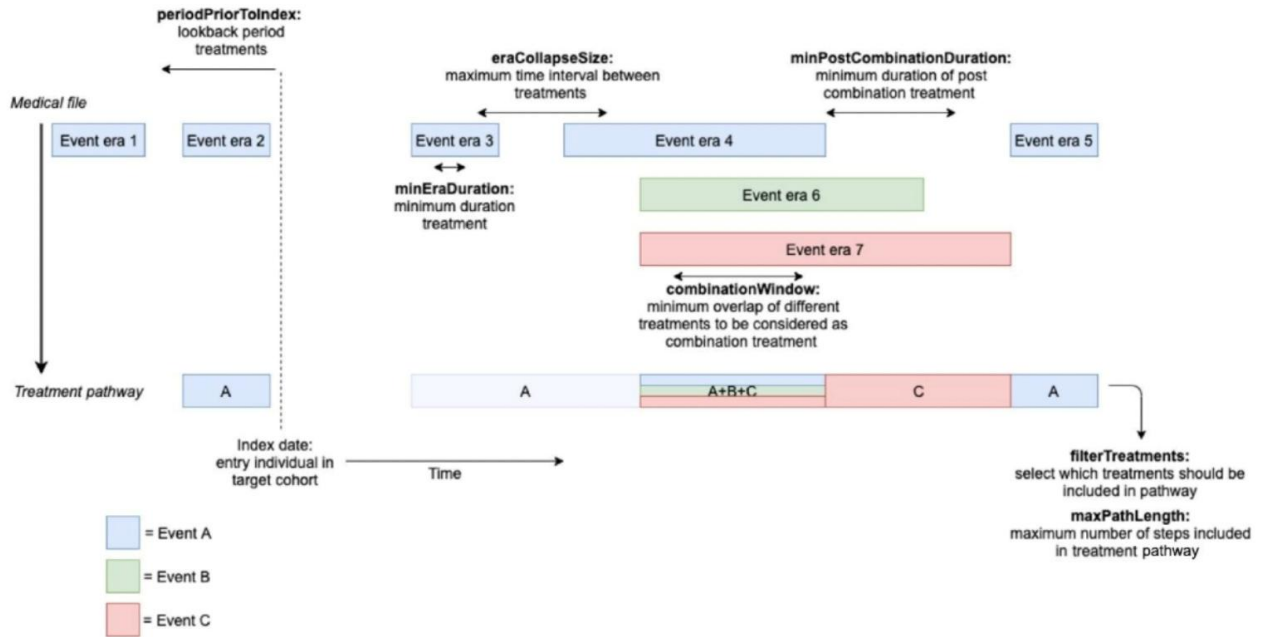 periodPriorToIndex:
lookback period
treatments
eraCollapseSize:
maximum time interval between
treatments
minPostCombinationDuration:
minimum duration of post
combination treatment
Medical file
Event era 1
Event era 2
Event era 3
Event era 4
Event era 5
minEraDuration:
minimum duration
treatment
Event era 6
Event era 7
combinationWindow:
minimum overlap of different
treatments to be considered as
combination treatment
Treatment pathway
A
A
A+B+C
C
A
Index date:
entry individual in
target cohort
Time
filterTreatments:
select which treatments should be
included in pathway
maxPathLength:
maximum number of steps included
in treatment pathway
= Event A
= Event B
= Event C